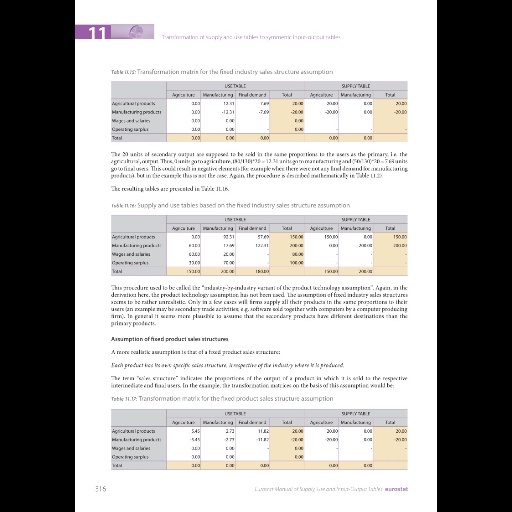 11
Transformation of supply and use tables to symmetric input-output tables
Table 11.15: Transformation matrix for the fixed industry sales structure assumption
USE TABLE SUPPLY TABLE
Agriculture Manufacturing Final demand Total Agriculture Manufacturing Total
Agricultural products 0.00 12.31 7.69 20.00 20.00 0.00 20.00
Manufacturing products 0.00 -12.31 -7.69 -20.00 -20.00 0.00 -20.00
Wages and salaries 0.00 0.00 - 0.00 - - -
Operating surplus 0.00 0.00 - 0.00 - - -
Total 0.00 0.00 0.00 0.00 0.00
The 20 units of secondary output are supposed to be sold in the same proportions to the users as the primary, i.e. the
agricultural, output. Thus, 0 units go to agriculture, (80/130)*20 = 12.31 units go to manufacturing and (50/130)*20 = 7.69 units
go to final users. This could result in negative elements (for example when there were not any final demand for manufacturing
products), but in the example this is not the case. Again, the procedure is described mathematically in Table 11.2:
The resulting tables are presented in Table 11.16.
Table 11.16: Supply and use tables based on the fixed industry sales structure assumption
USE TABLE SUPPLY TABLE
Agriculture Manufacturing Final demand Total Agriculture Manufacturing Total
Agricultural products 0.00 92.31 57.69 150.00 150.00 0.00 150.00
Manufacturing products 60.00 17.69 122.31 200.00 0.00 200.00 200.00
Wages and salaries 60.00 20.00 - 80.00 - - -
Operating surplus 30.00 70.00 - 100.00 - - -
Total 150.00 200.00 180.00 150.00 200.00
This procedure used to be called the "industry-by-industry variant of the product technology assumption". Again, in the
derivation here, the product technology assumption has not been used. The assumption of fixed industry sales structures
seems to be rather unrealistic. Only in a few cases will firms supply all their products in the same proportions to their
users (an example may be secondary trade activities; e.g. software sold together with computers by a computer producing
firm). In general it seems more plausible to assume that the secondary products have different destinations than the
primary products.
Assumption of fixed product sales structures
A more realistic assumption is that of a fixed product sales structure:
Each product has its own specific sales structure, irrespective of the industry where it is produced.
The term "sales structure" indicates the proportions of the output of a product in which it is sold to the respective
intermediate and final users. In the example, the transformation matrices on the basis of this assumption would be:
Table 11.17: Transformation matrix for the fixed product sales structure assumption
USE TABLE SUPPLY TABLE
Agriculture Manufacturing Final demand Total Agriculture Manufacturing Total
Agricultural products 5.45 2.73 11.82 20.00 20.00 0.00 20.00
Manufacturing products -5.45 -2.73 -11.82 -20.00 -20.00 0.00 -20.00
Wages and salaries 0.00 0.00 - 0.00 - - -
Operating surplus 0.00 0.00 - 0.00 - - -
Total 0.00 0.00 0.00 0.00 0.00
316
Eurostat Manual of Supply, Use and Input-Output Tables eurostat